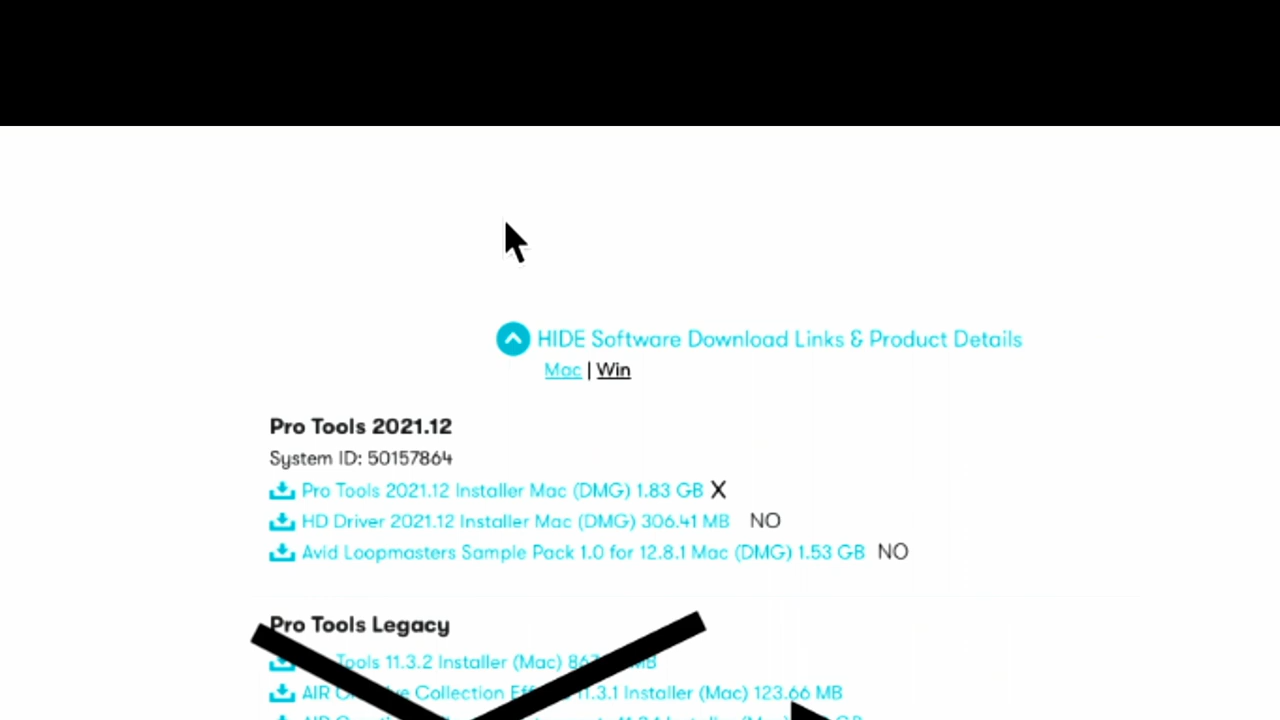 HIDE Software Download Links & Product Details
Mac | Win
Pro Tools 2021.12
System ID: 50157864
Pro Tools 2021.12 Installer Mac (DMG) 1.83 GB X
HD Driver 2021.12 Installer Mac (DMG) 306.41 MB NO
Avid Loopmasters Sample Pack 1.0 for 12.8.1 Mac (DMG) 1.53 GB NO
Pro Tools Legacy
Tools 11.3.2 Installer (Mac) MB
AIR Collection 11.3.1 Installer (Mac) 123.66 MB